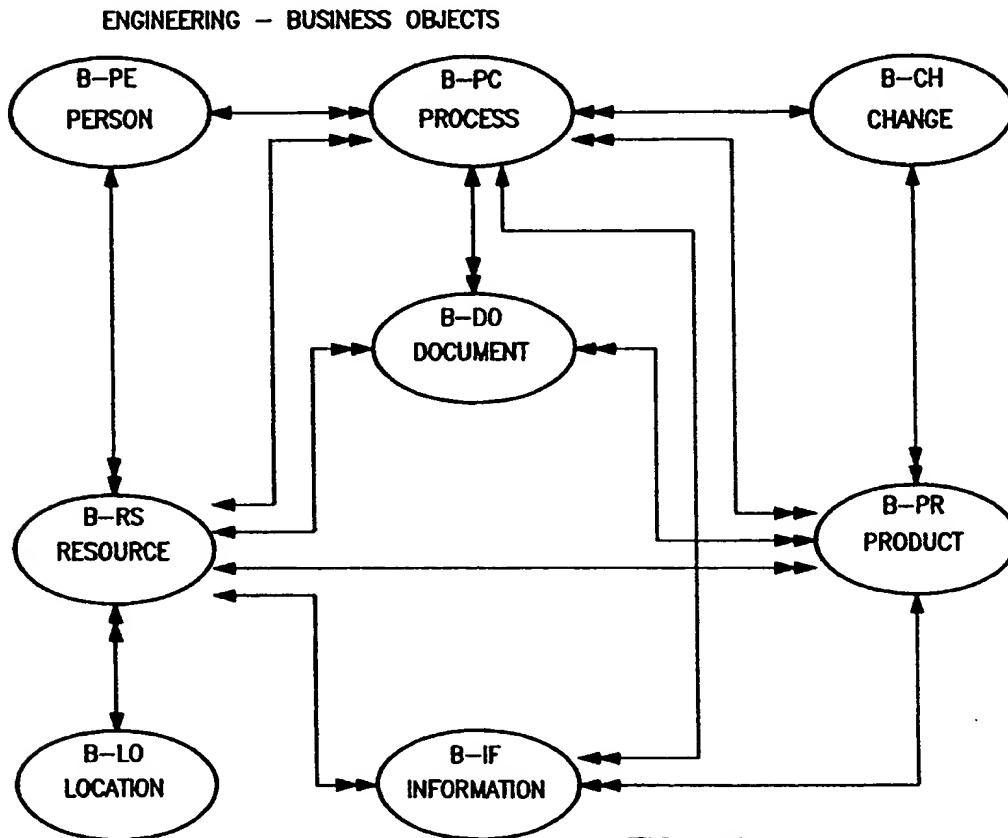 ENGINEERING – BUSINESS OBJECTS
B–PE
PERSON
B–PC
PROCESS
B–CH
CHANGE
B–DO
DOCUMENT
B–RS
RESOURCE
B–PR
PRODUCT
B–LO
LOCATION
B–IF
INFORMATION